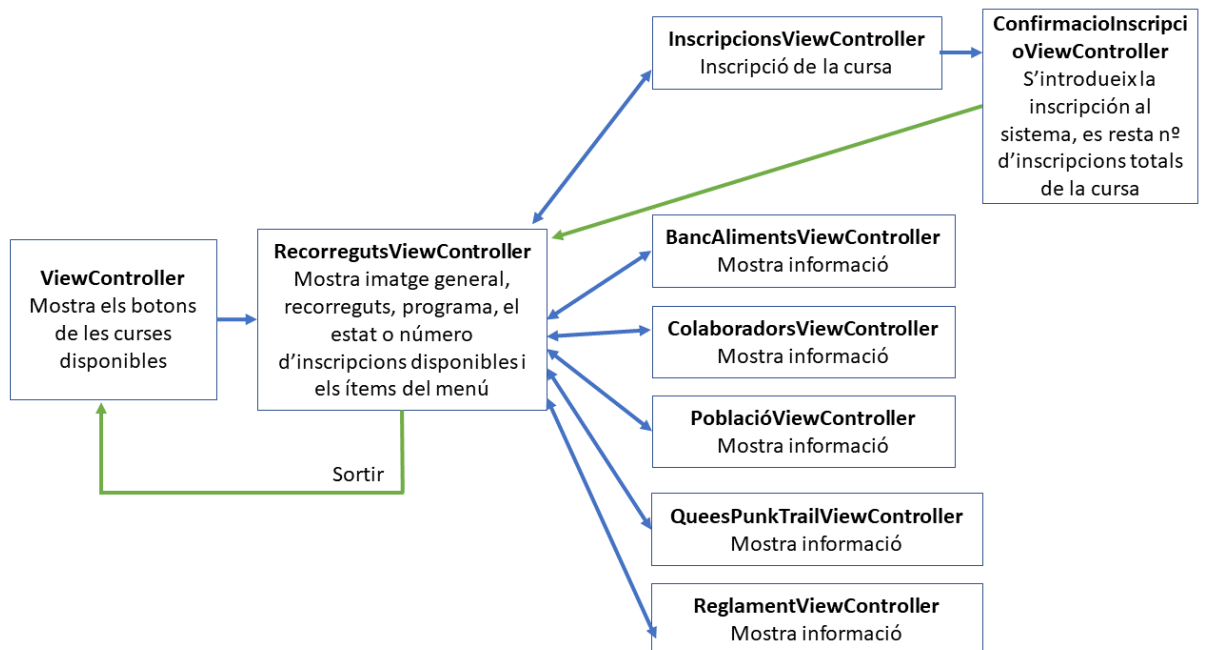 ViewController
Mostra els botons
de les curses
disponibles
RecorregutsViewController
Mostra imatge general,
recorreguts, programa, el
estat o número
d'inscripcions disponibles i
els ítems del menú
Sortir
InscripcionsViewController
Inscripció de la cursa
ConfirmacioInscripci
oViewController
S'introdueix la
inscripción al
sistema, es resta nº
d'inscripcions totals
de la cursa
BancAlimentsViewController
Mostra informació
ColaboradorsViewController
Mostra informació
PoblacióViewController
Mostra informació
QueesPunkTrailViewController
Mostra informació
ReglamentViewController
Mostra informació